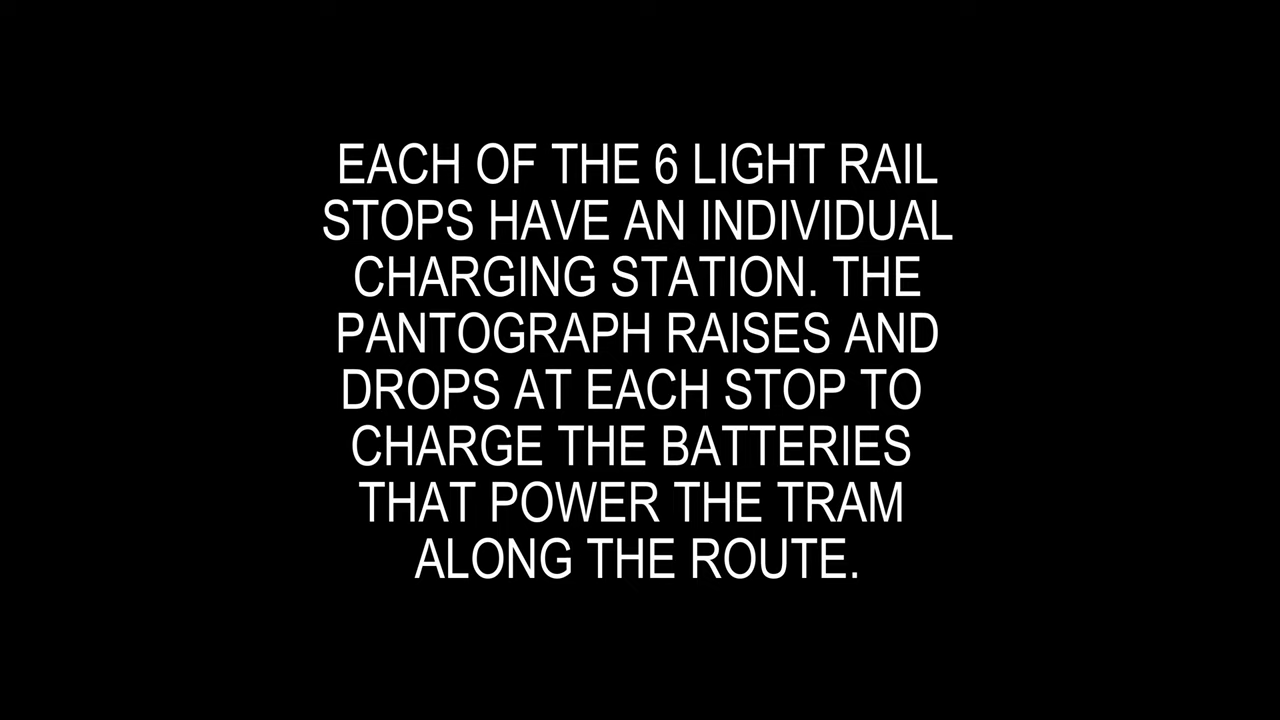 EACH OF THE 6 LIGHT RAIL
STOPS HAVE AN INDIVIDUAL
CHARGING STATION. THE
PANTOGRAPH RAISES AND
DROPS AT EACH STOP TO
CHARGE THE BATTERIES
THAT POWER THE TRAM
ALONG THE ROUTE.